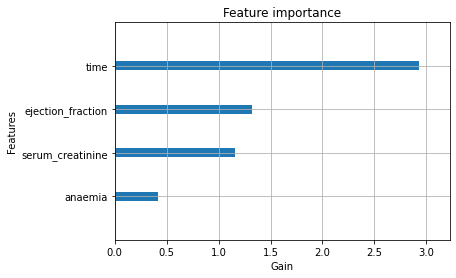 Feature importance
Features
time
ejection_fraction
serum_creatinine
anaemia
0.0 0.5 1.0 1.5 2.0 2.5 3.0
Gain